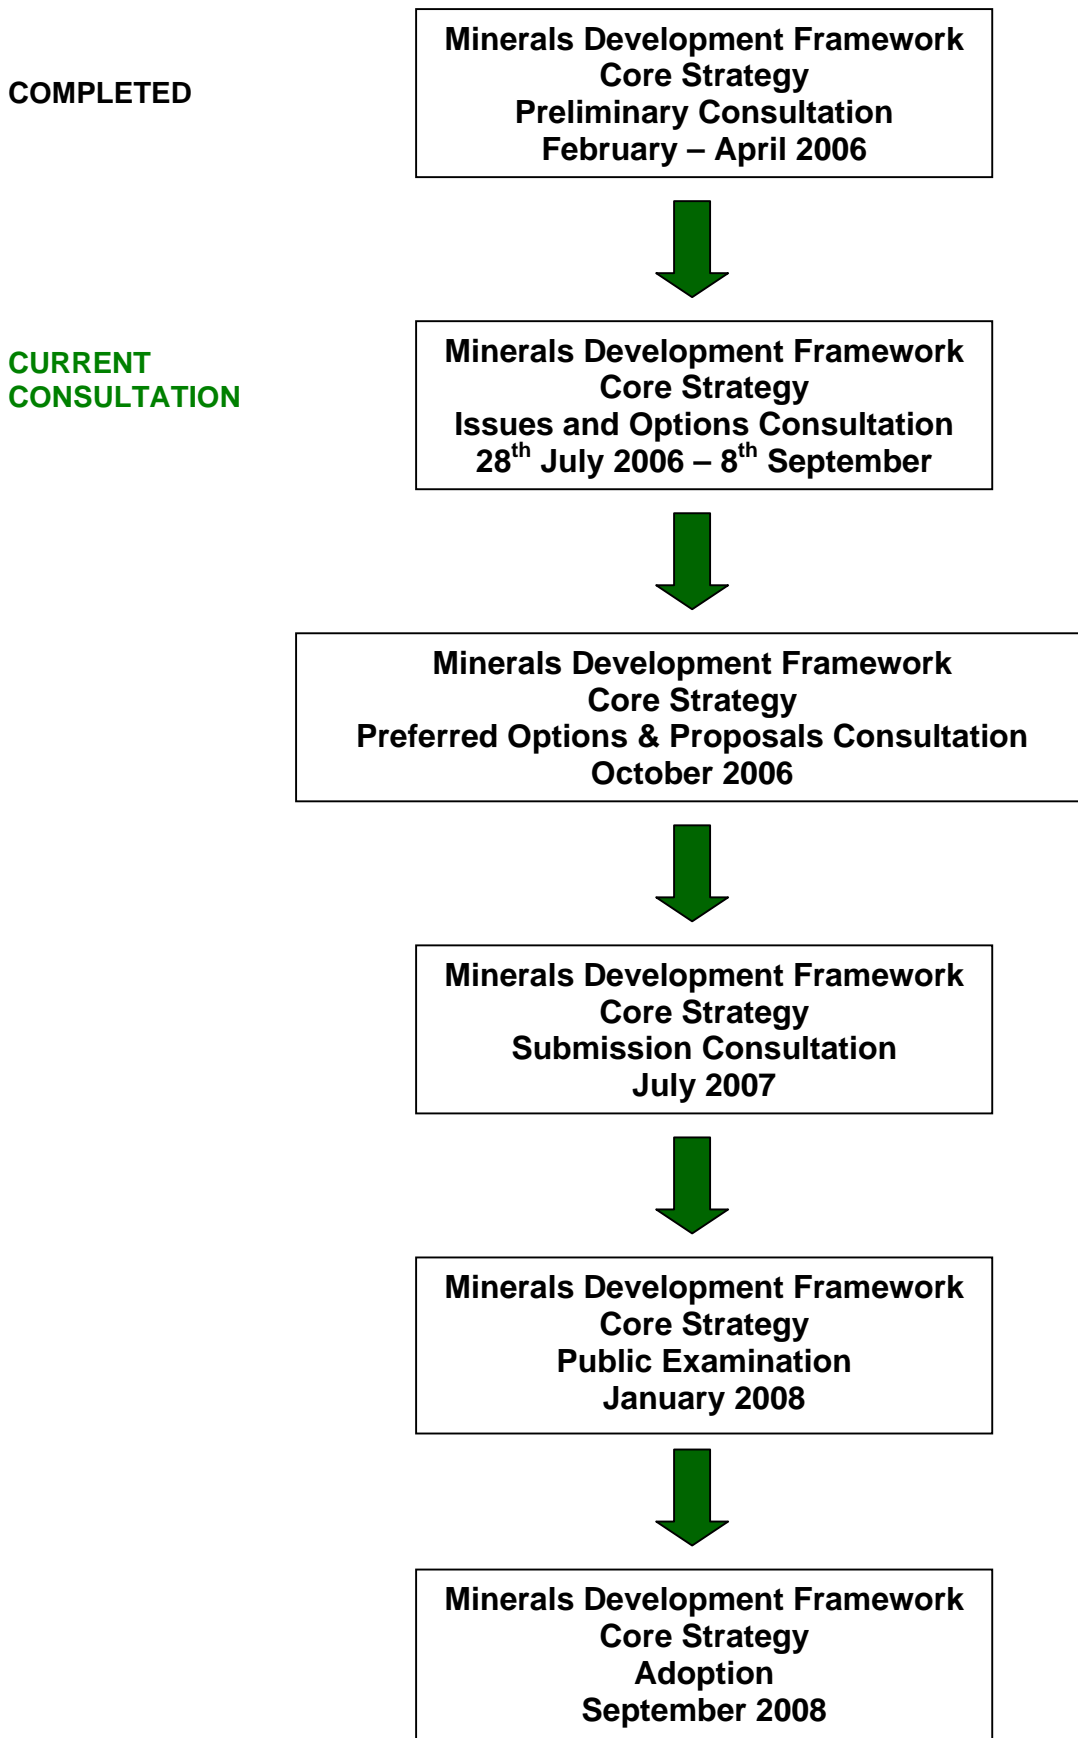 COMPLETED
Minerals Development Framework
Core Strategy
Preliminary Consultation
February – April 2006
CURRENT
CONSULTATION
Minerals Development Framework
Core Strategy
Issues and Options Consultation
28th July 2006 – 8th September
Minerals Development Framework
Core Strategy
Preferred Options & Proposals Consultation
October 2006
Minerals Development Framework
Core Strategy
Submission Consultation
July 2007
Minerals Development Framework
Core Strategy
Public Examination
January 2008
Minerals Development Framework
Core Strategy
Adoption
September 2008